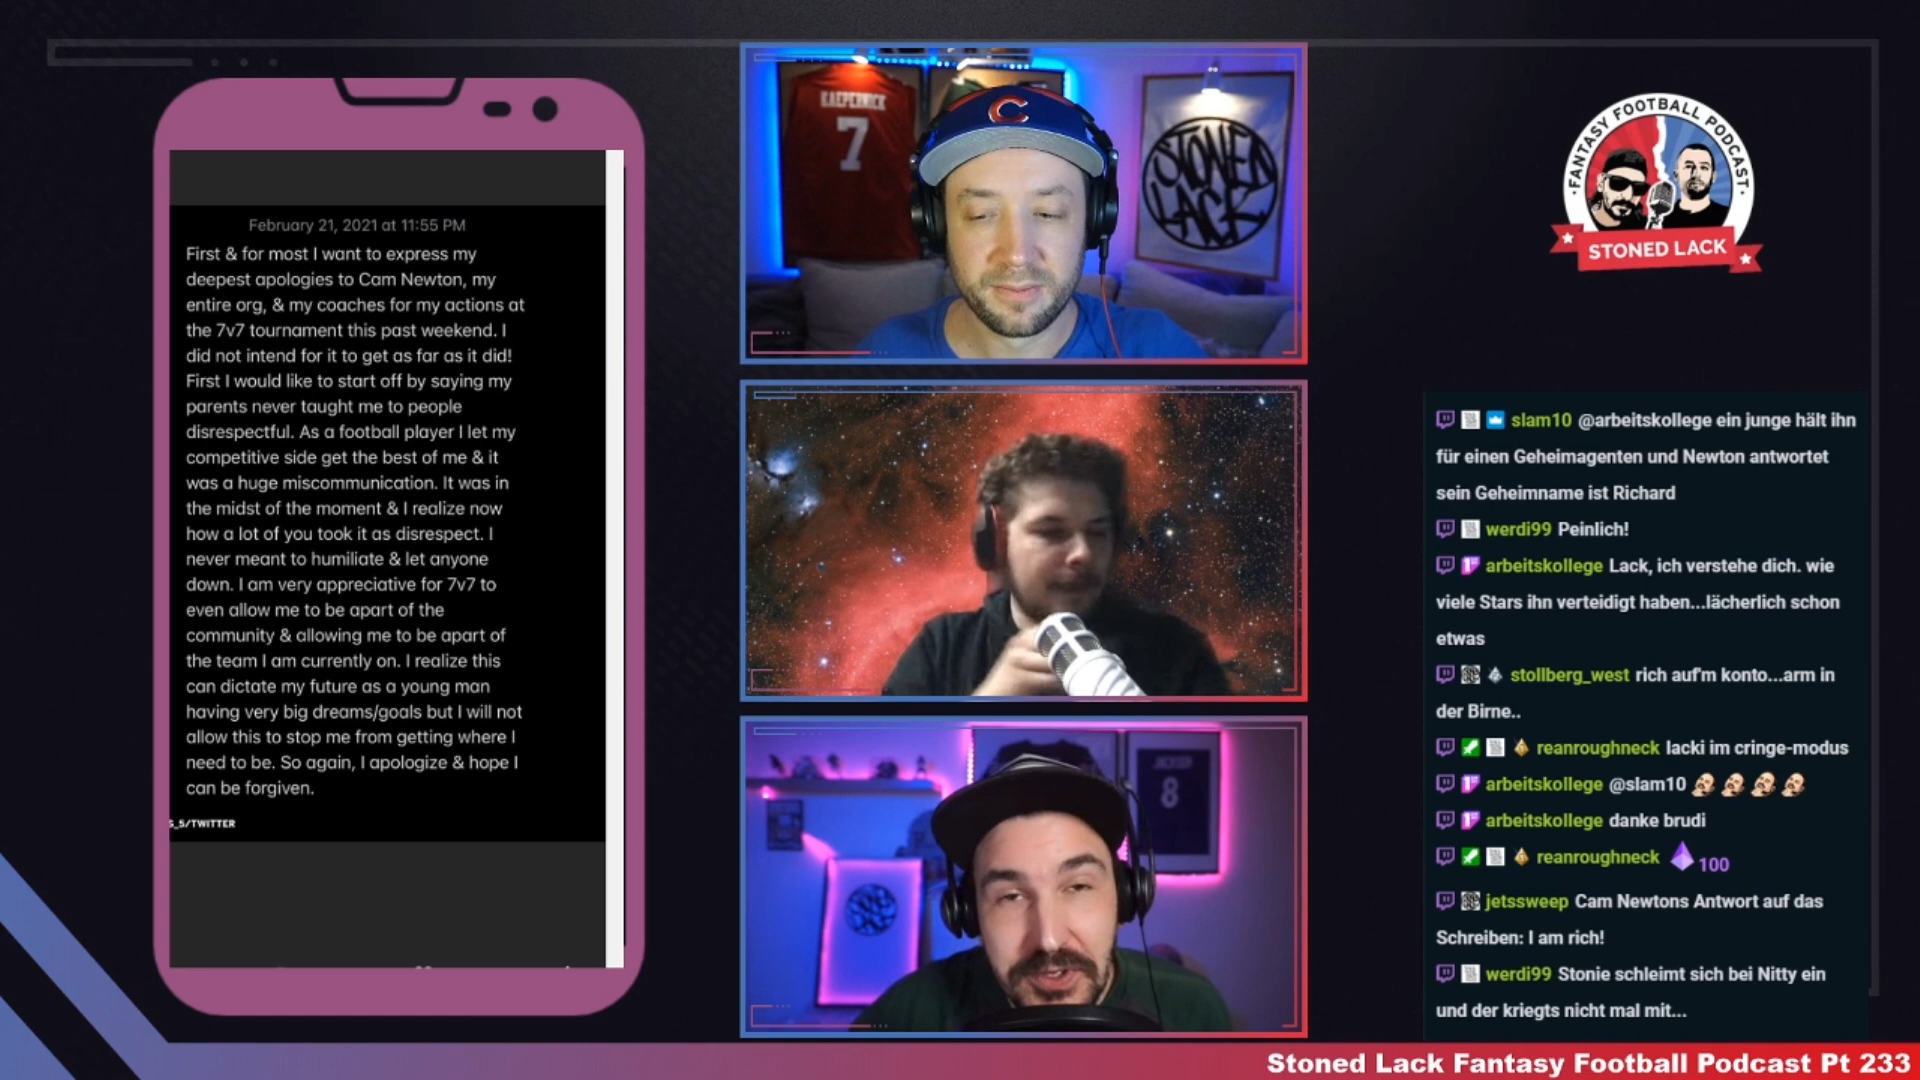 February 21, 2021 at 11:55 PM
First & for most I want to express my
deepest apologies to Cam Newton, my
entire org, & my coaches for my actions at
the 7v7 tournament this past weekend. I
did not intend for it to get as far as it did!
First I would like to start off by saying my
parents never taught me to people
disrespectful. As a football player I let my
competitive side get the best of me & it
was a huge miscommunication. It was in
the midst of the moment & I realize now
how a lot of you took it as disrespect. I
never meant to humiliate & let anyone
down. I am very appreciative for 7v7 to
even allow me to be apart of the
community & allowing me to be apart of
the team I am currently on. I realize this
can dictate my future as a young man
having very big dreams/goals but I will not
allow this to stop me from getting where I
need to be. So again, I apologize & hope I
can be forgiven.
S_5/TWITTER
KAEPERNICK
7
C
STONED
LACK
JACKSON
8
·FANTASY FOOTBALL PODCAST·
STONED LACK
slam10 @arbeitskollege ein junge hält ihn
für einen Geheimagenten und Newton antwortet
sein Geheimname ist Richard
werdi99 Peinlich!
arbeitskollege Lack, ich verstehe dich. wie
viele Stars ihn verteidigt haben...lächerlich schon
etwas
stollberg_west rich auf'm konto...arm in
der Birne..
reanroughneck lacki im cringe-modus
arbeitskollege @slam10
arbeitskollege danke brudi
reanroughneck 100
jetssweep Cam Newtons Antwort auf das
Schreiben: I am rich!
werdi99 Stonie schleimt sich bei Nitty ein
und der kriegts nicht mal mit...
Stoned Lack Fantasy Football Podcast Pt 233